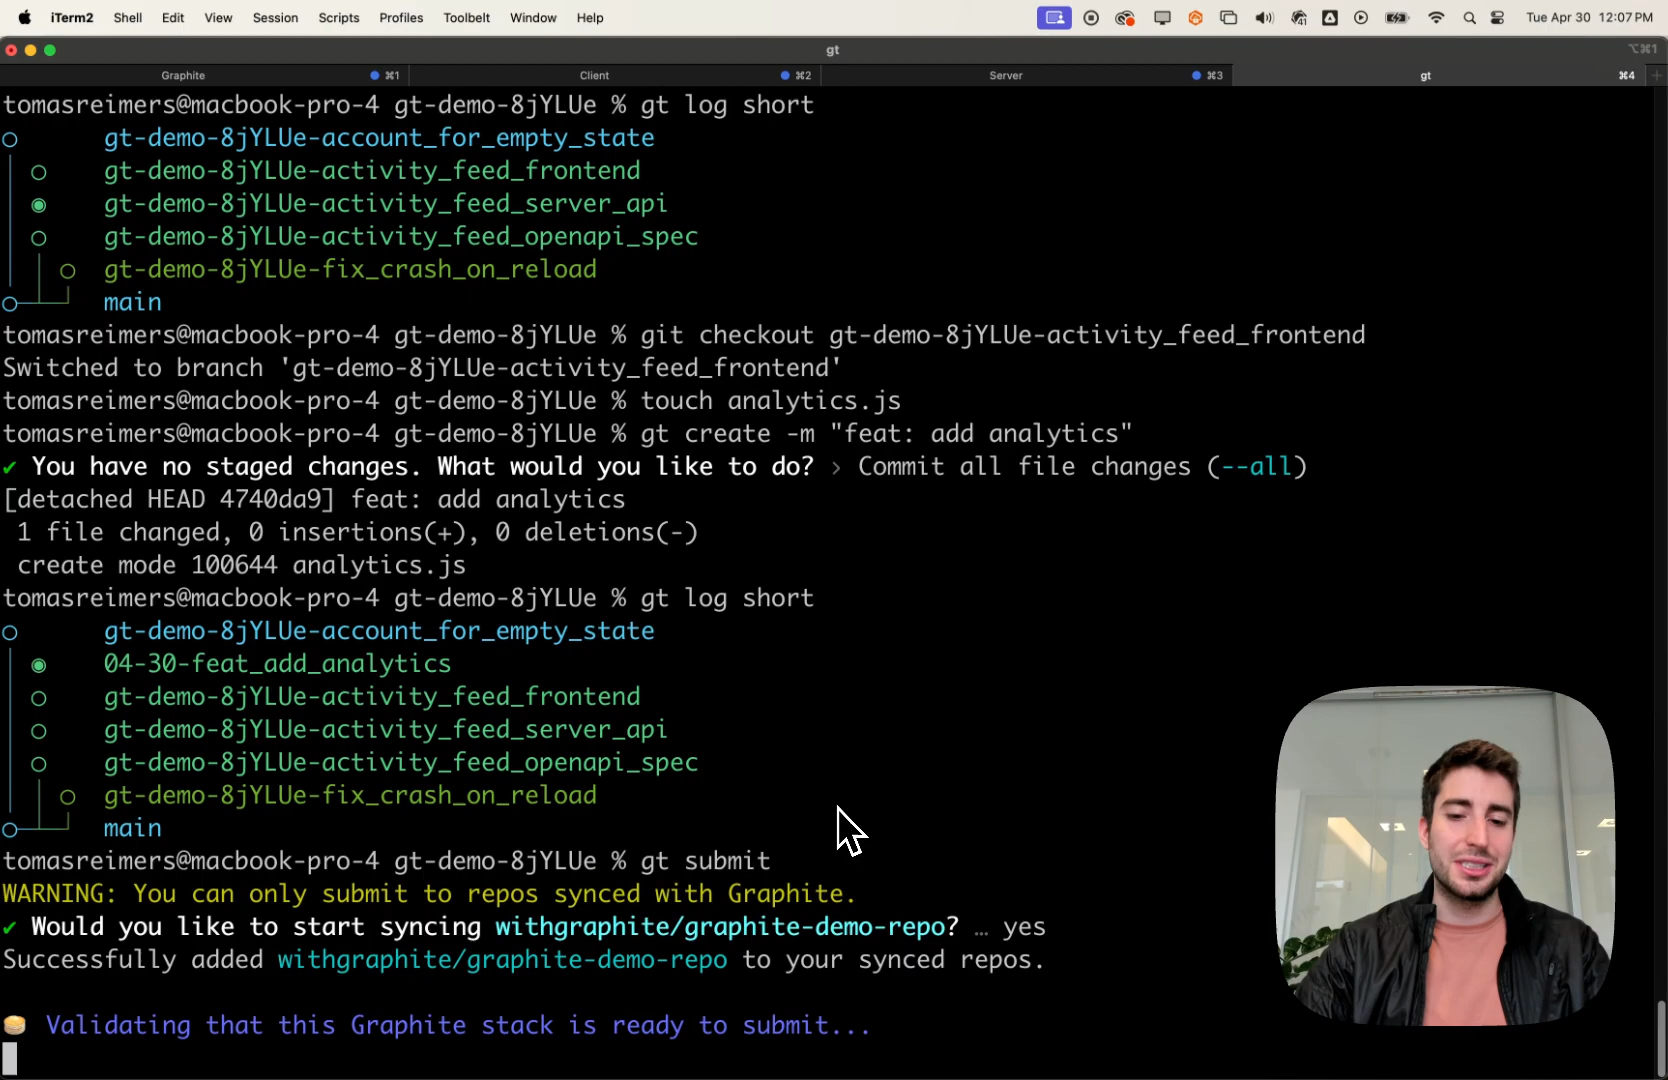 iTerm2 Shell Edit View Session Scripts Profiles Toolbelt Window Help 41 Tue Apr 30 12:07 PM
gt ⌥⌘1
Graphite ⌘1 Client ⌘2 Server ⌘3 gt ⌘4
tomasreimers@macbook-pro-4 gt-demo-8jYLUe % gt log short
gt-demo-8jYLUe-account_for_empty_state
gt-demo-8jYLUe-activity_feed_frontend
gt-demo-8jYLUe-activity_feed_server_api
gt-demo-8jYLUe-activity_feed_openapi_spec
gt-demo-8jYLUe-fix_crash_on_reload
main
tomasreimers@macbook-pro-4 gt-demo-8jYLUe % git checkout gt-demo-8jYLUe-activity_feed_frontend
Switched to branch 'gt-demo-8jYLUe-activity_feed_frontend'
tomasreimers@macbook-pro-4 gt-demo-8jYLUe % touch analytics.js
tomasreimers@macbook-pro-4 gt-demo-8jYLUe % gt create -m "feat: add analytics"
✔ You have no staged changes. What would you like to do? › Commit all file changes (--all)
[detached HEAD 4740da9] feat: add analytics
1 file changed, 0 insertions(+), 0 deletions(-)
create mode 100644 analytics.js
tomasreimers@macbook-pro-4 gt-demo-8jYLUe % gt log short
gt-demo-8jYLUe-account_for_empty_state
04-30-feat_add_analytics
gt-demo-8jYLUe-activity_feed_frontend
gt-demo-8jYLUe-activity_feed_server_api
gt-demo-8jYLUe-activity_feed_openapi_spec
gt-demo-8jYLUe-fix_crash_on_reload
main
tomasreimers@macbook-pro-4 gt-demo-8jYLUe % gt submit
WARNING: You can only submit to repos synced with Graphite.
✔ Would you like to start syncing withgraphite/graphite-demo-repo? … yes
Successfully added withgraphite/graphite-demo-repo to your synced repos.
🥞 Validating that this Graphite stack is ready to submit...